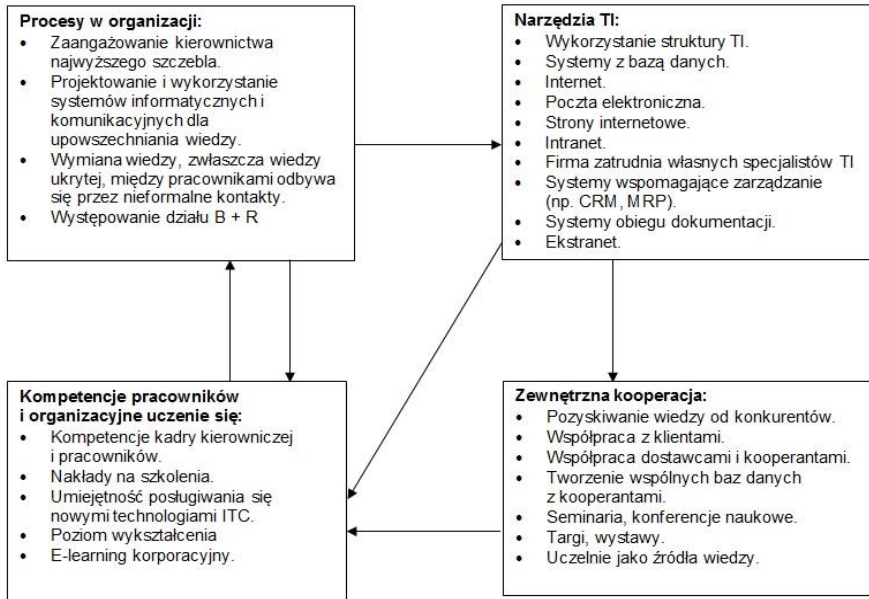 Procesy w organizacji:
• Zaangażowanie kierownictwa
najwyższego szczebla.
• Projektowanie i wykorzystanie
systemów informatycznych i
komunikacyjnych dla
upowszechniania wiedzy.
• Wymiana wiedzy, zwłaszcza wiedzy
ukrytej, między pracownikami odbywa
się przez nieformalne kontakty.
• Występowanie działu B + R
Narzędzia TI:
• Wykorzystanie struktury TI.
• Systemy z bazą danych.
• Internet.
• Poczta elektroniczna.
• Strony internetowe.
• Intranet.
• Firma zatrudnia własnych specjalistów TI
• Systemy wspomagające zarządzanie
(np. CRM, MRP).
• Systemy obiegu dokumentacji.
• Ekstranet.
Kompetencje pracowników
i organizacyjne uczenie się:
• Kompetencje kadry kierowniczej
i pracowników.
• Nakłady na szkolenia.
• Umiejętność posługiwania się
nowymi technologiami ITC.
• Poziom wykształcenia
• E-learning korporacyjny.
Zewnętrzna kooperacja:
• Pozyskiwanie wiedzy od konkurentów.
• Współpraca z klientami.
• Współpraca dostawcami i kooperantami.
• Tworzenie wspólnych baz danych
z kooperantami.
• Seminaria, konferencje naukowe.
• Targi, wystawy.
• Uczelnie jako źródła wiedzy.